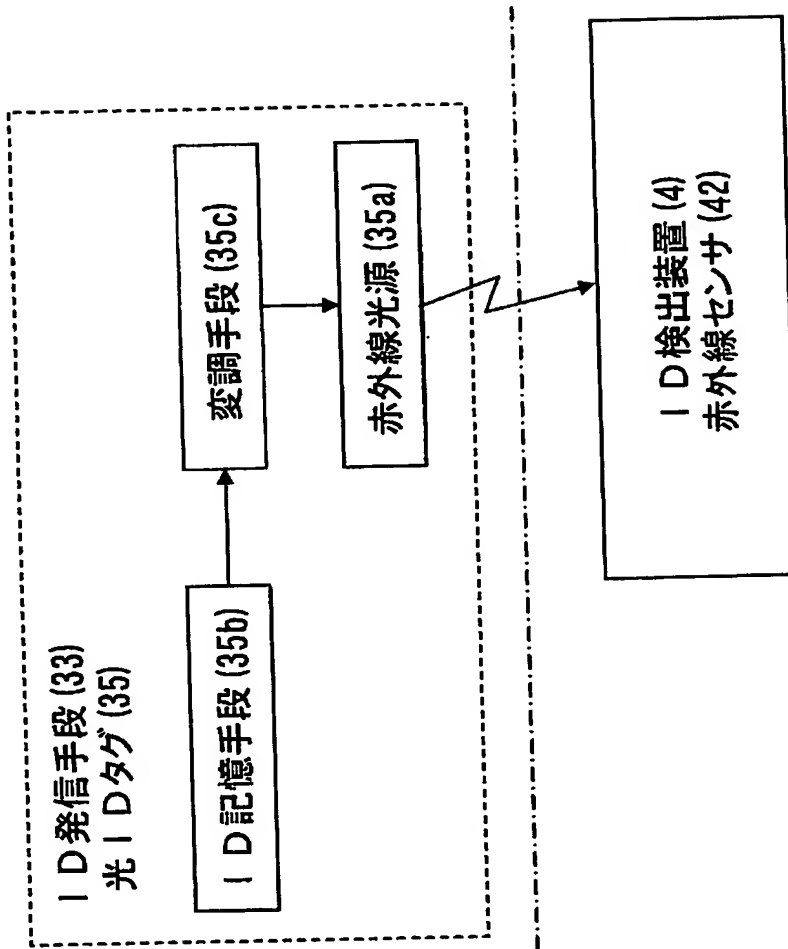 ID発信手段(33)
光IDタグ(35)
ID記憶手段(35b)
変調手段(35c)
赤外線光源(35a)
ID検出装置(4)
赤外線センサ(42)